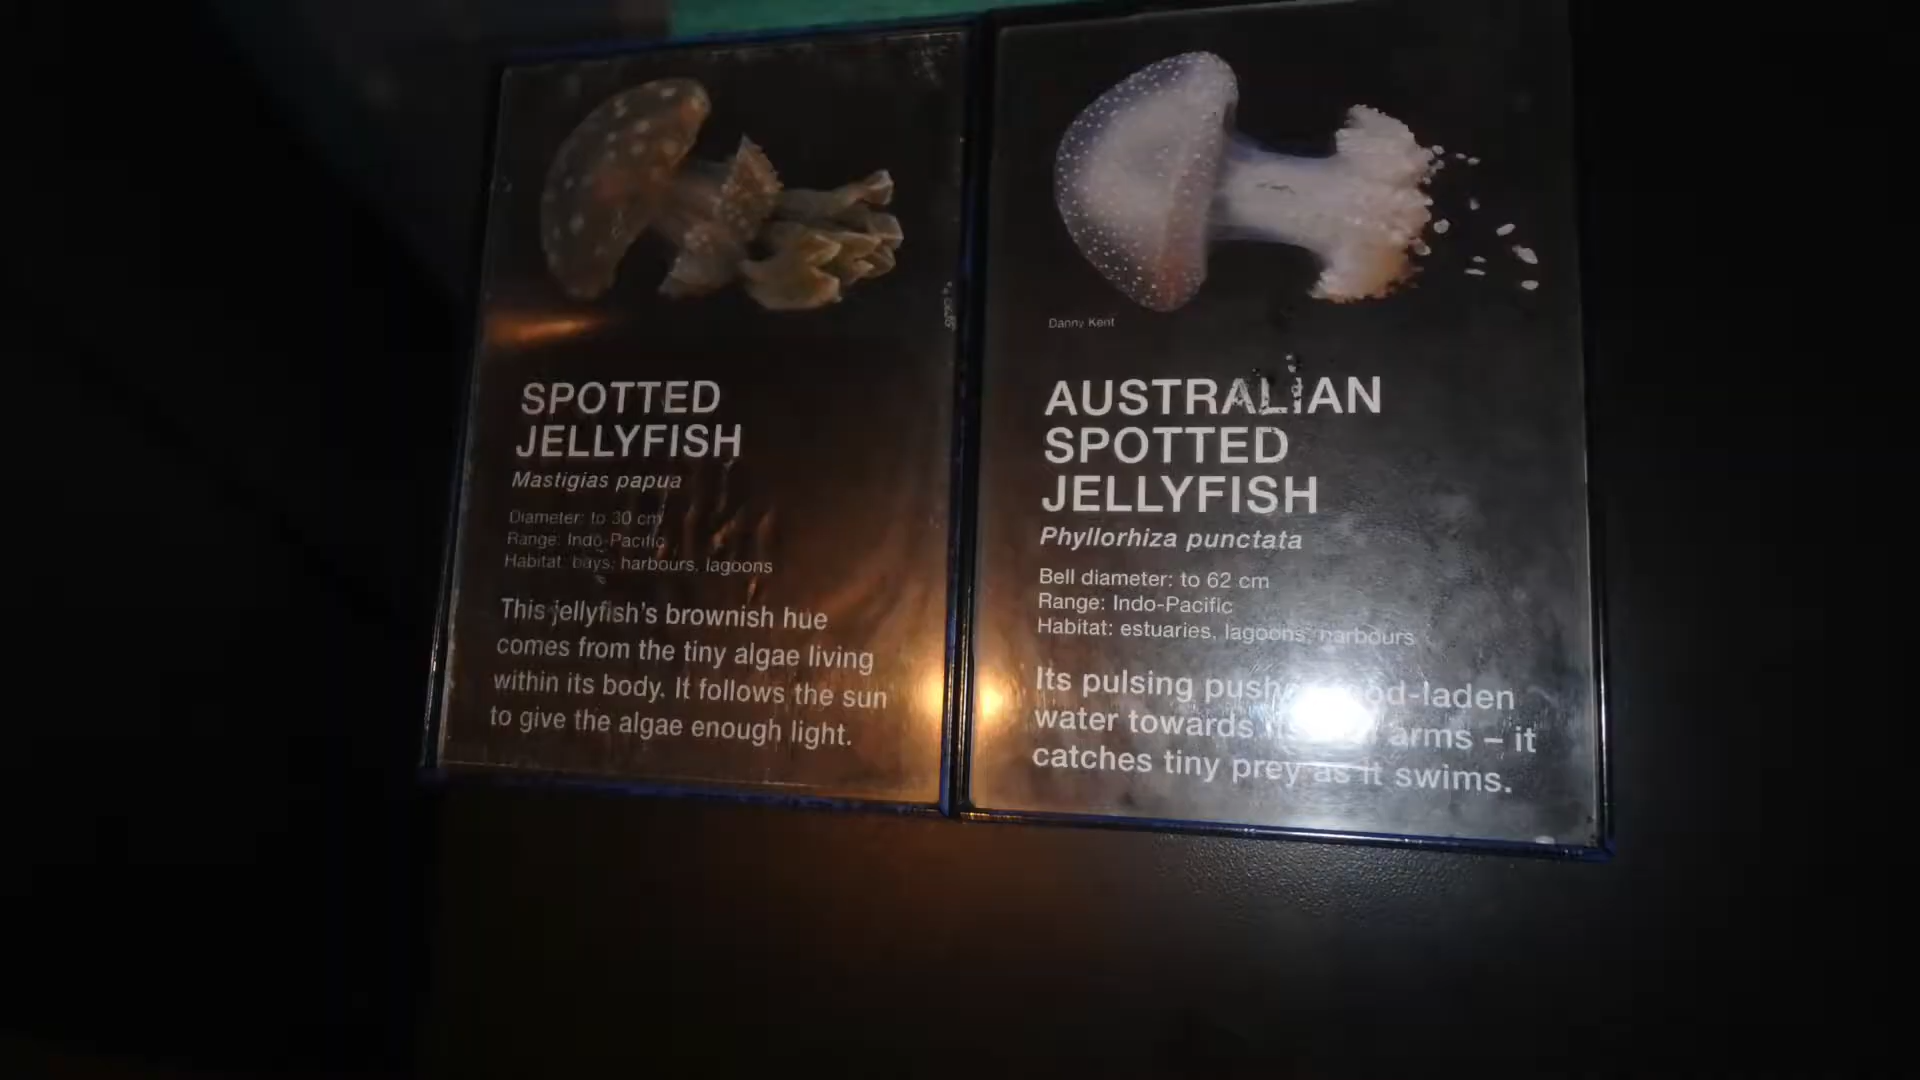 SPOTTED
JELLYFISH
Mastigias papua
Diameter: to 30 cm
Range: Indo-Pacific
Habitat: bays, harbours, lagoons
This jellyfish's brownish hue
comes from the tiny algae living
within its body. It follows the sun
to give the algae enough light.
Danny Kent
AUSTRALIAN
SPOTTED
JELLYFISH
Phyllorhiza punctata
Bell diameter: to 62 cm
Range: Indo-Pacific
Habitat: estuaries, lagoons, harbours
Its pulsing
water towards arms – it
catches tiny prey as it swims.